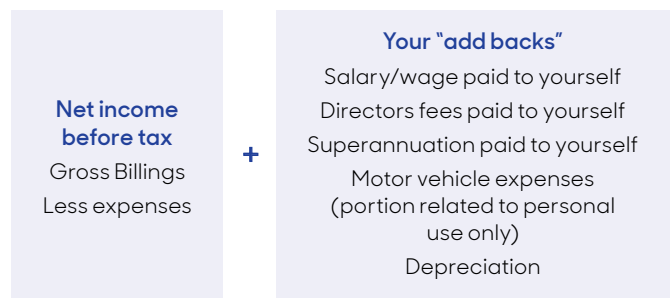 Net income
before tax
Gross Billings
Less expenses
+
Your “add backs”
Salary/wage paid to yourself
Directors fees paid to yourself
Superannuation paid to yourself
Motor vehicle expenses
(portion related to personal
use only)
Depreciation